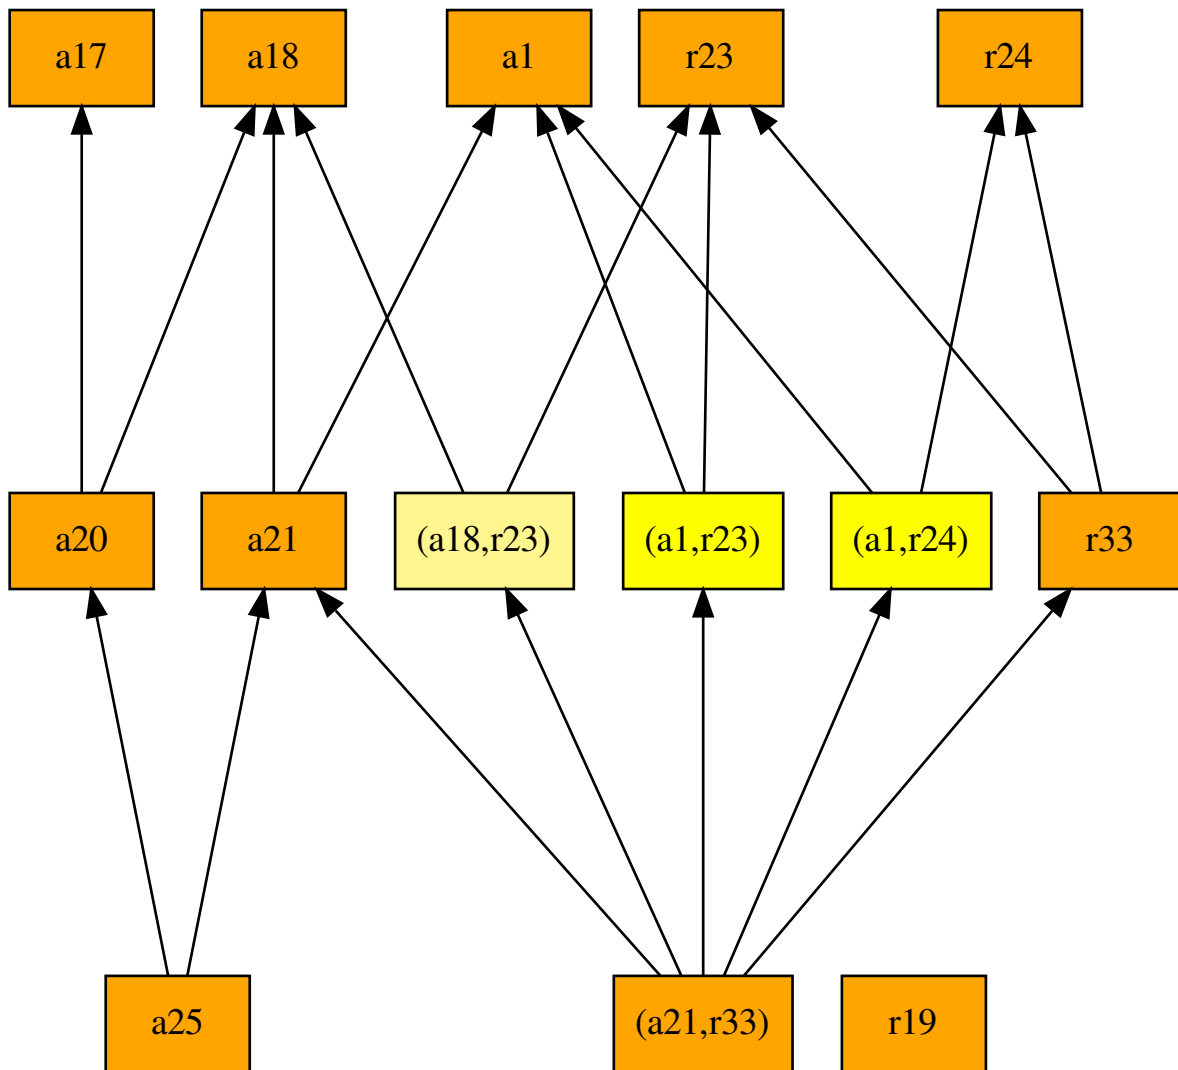 a17
a18
a1
r23
r24
a20
a21
(a18,r23)
(a1,r23)
(a1,r24)
r33
a25
(a21,r33)
r19